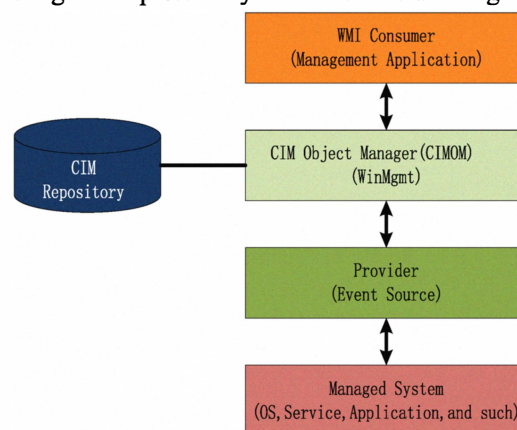 WMI Consumer
(Management Application)
CIM Object Manager(CIMOM)
(WinMgmt)
CIM
Repository
Provider
(Event Source)
Managed System
(OS,Service,Application,and such)